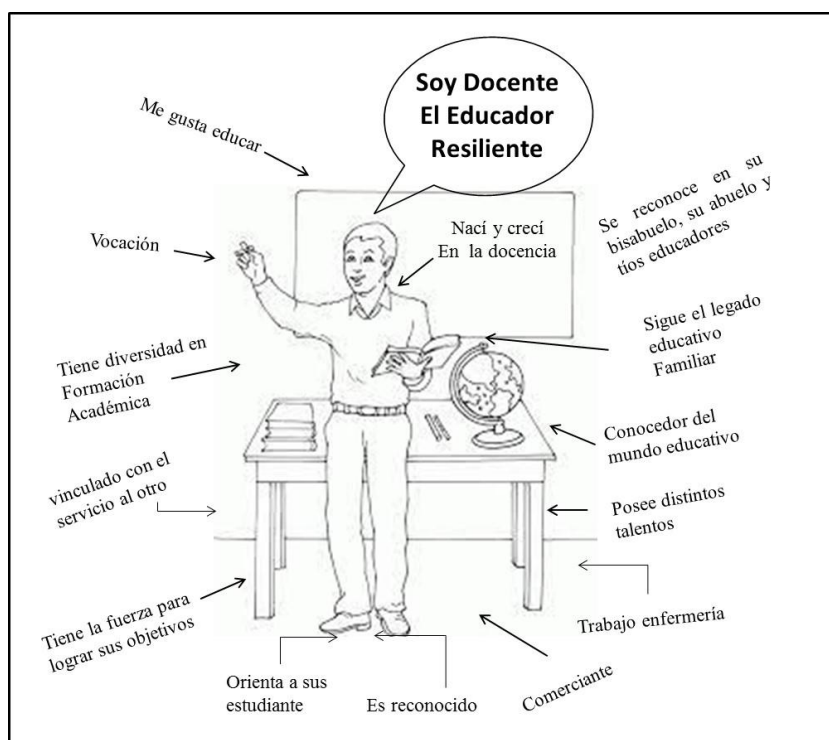 Soy Docente
El Educador
Resiliente
Me gusta educar
Nací y crecí
En la docencia
Se reconoce en su
bisabuelo, su abuelo y
tíos educadores
Vocación
Sigue el legado
educativo
Familiar
Tiene diversidad en
Formación
Académica
Conocedor del
mundo educativo
vinculado con el
servicio al otro
Posee distintos
talentos
Tiene la fuerza para
lograr sus objetivos
Trabajo enfermería
Orienta a sus
estudiante
Es reconocido
Comerciante